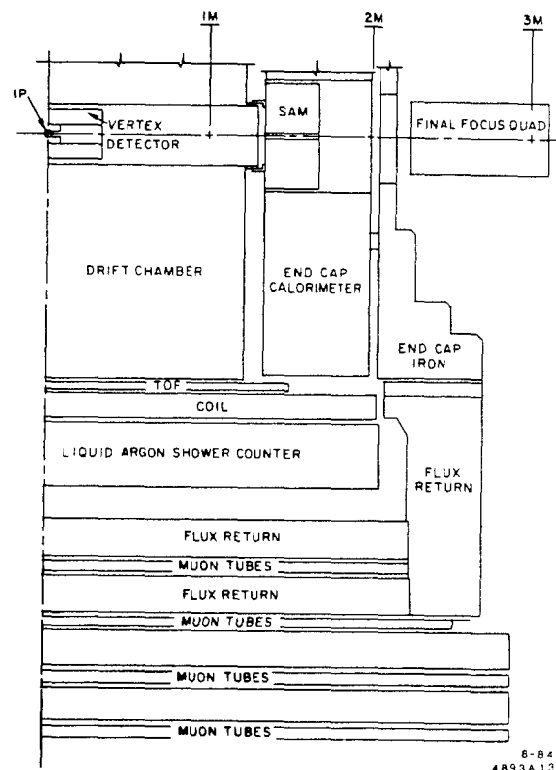 1M
2M
3M
IP
VERTEX
DETECTOR
SAM
FINAL FOCUS QUAD
DRIFT CHAMBER
END CAP
CALORIMETER
END CAP
IRON
TOF
COIL
LIQUID ARGON SHOWER COUNTER
FLUX
RETURN
FLUX RETURN
MUON TUBES
FLUX RETURN
MUON TUBES
MUON TUBES
MUON TUBES
8-84
4893A13